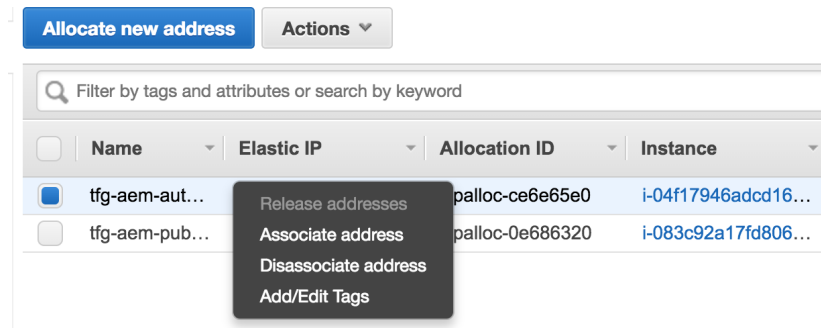 Allocate new address Actions
Filter by tags and attributes or search by keyword
Name Elastic IP Allocation ID Instance
tfg-aem-aut... palloc-ce6e65e0 i-04f17946adcd16...
Release addresses
tfg-aem-pub... palloc-0e686320 i-083c92a17fd806...
Associate address
Disassociate address
Add/Edit Tags